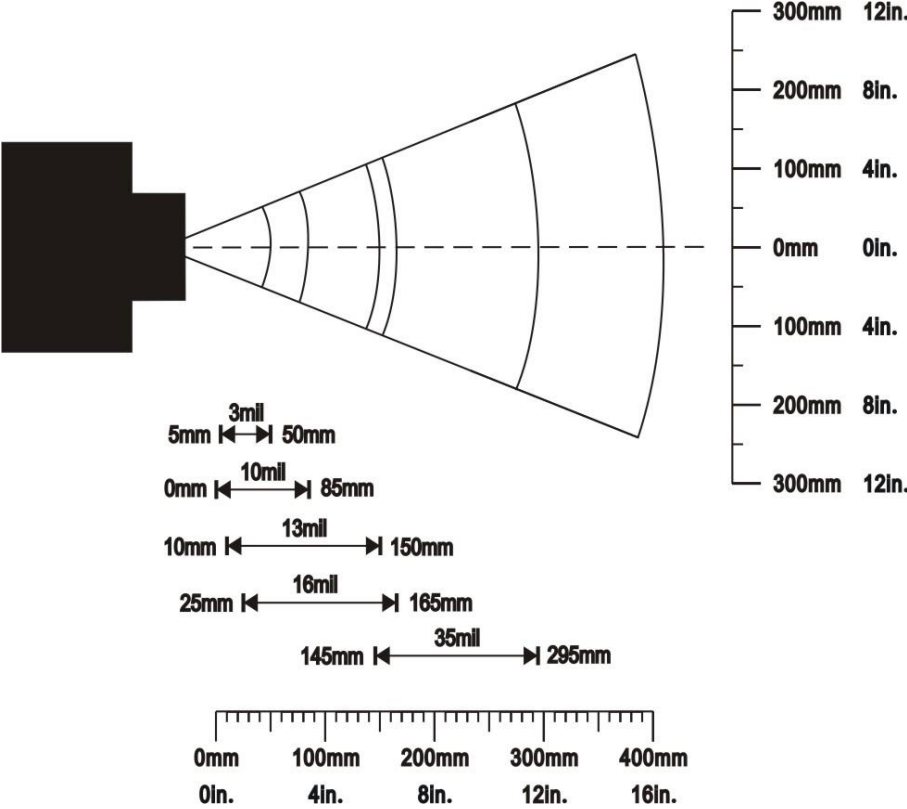 300mm 12in.
200mm 8in.
100mm 4in.
0mm 0in.
100mm 4in.
200mm 8in.
300mm 12in.
3mil
5mm 50mm
10mil
0mm 85mm
13mil
10mm 150mm
16mil
25mm 165mm
35mil
145mm 295mm
0mm 100mm 200mm 300mm 400mm
0in. 4in. 8in. 12in. 16in.